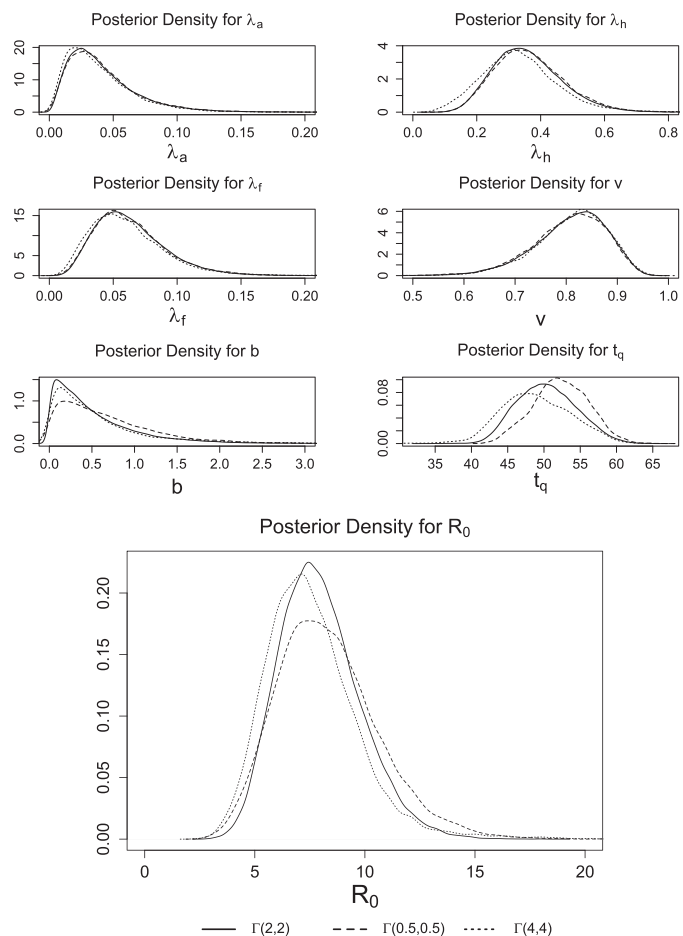 Posterior Density for λa
Posterior Density for λh
0 5 10 20
0 2 4
0.00 0.05 0.10 0.15 0.20
0.0 0.2 0.4 0.6 0.8
λa
λh
Posterior Density for λf
Posterior Density for v
0 5 15
0 2 4 6
0.00 0.05 0.10 0.15 0.20
0.5 0.6 0.7 0.8 0.9 1.0
λf
v
Posterior Density for b
Posterior Density for tq
0.0 1.0
0.00 0.08
0.0 0.5 1.0 1.5 2.0 2.5 3.0
35 40 45 50 55 60 65
b
tq
Posterior Density for R0
0.00 0.05 0.10 0.15 0.20
0 5 10 15 20
R0
Γ(2,2) Γ(0.5,0.5) Γ(4,4)